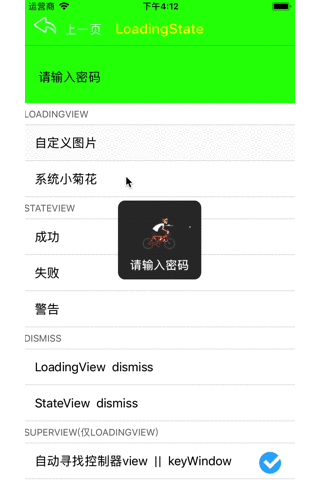 运营商 下午4:12
上一页 LoadingState
请输入密码
LOADINGVIEW
自定义图片
系统小菊花
STATEVIEW
成功
请输入密码
失败
警告
DISMISS
LoadingView dismiss
StateView dismiss
SUPERVIEW(仅LOADINGVIEW)
自动寻找控制器view || keyWindow